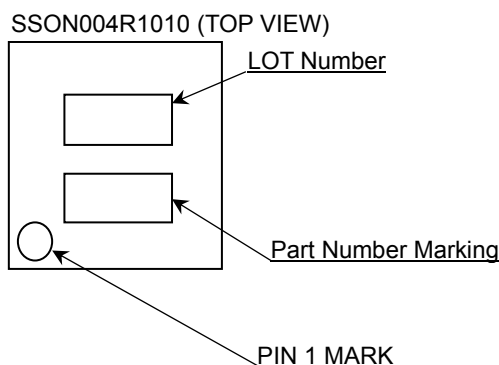 SSON004R1010 (TOP VIEW)
LOT Number
Part Number Marking
PIN 1 MARK